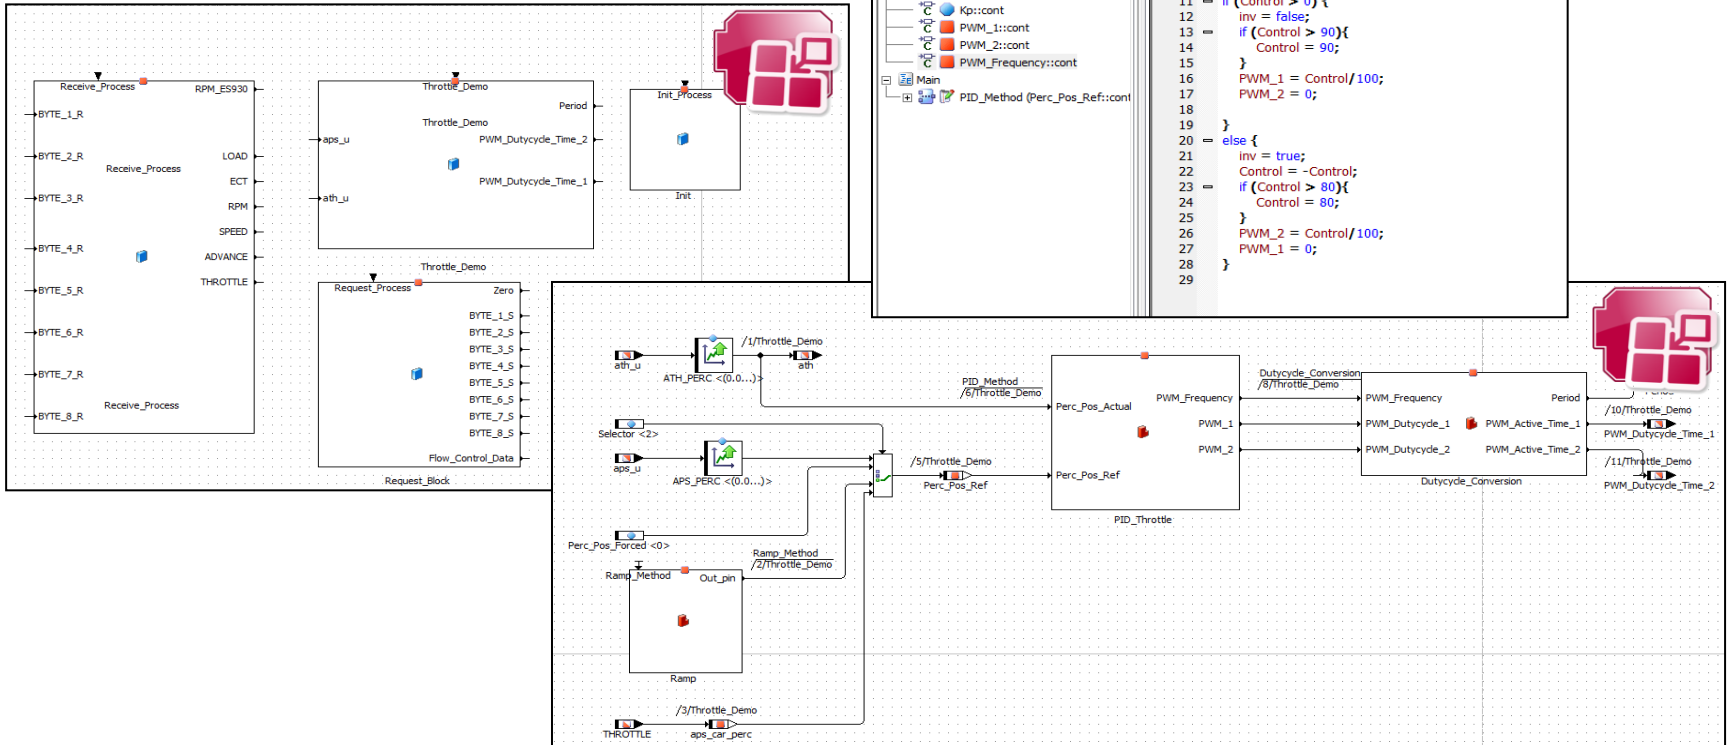 Receive_Process
RPM_ES930
BYTE_1_R
BYTE_2_R
LOAD
Receive_Process
ECT
BYTE_3_R
RPM
SPEED
BYTE_4_R
ADVANCE
THROTTLE
BYTE_5_R
BYTE_6_R
BYTE_7_R
Receive_Process
BYTE_8_R
Throttle_Demo
Period
Throttle_Demo
aps_u
PWM_Dutycycle_Time_2
PWM_Dutycycle_Time_1
ath_u
Throttle_Demo
Init_Process
Init
Request_Process
Zero
BYTE_1_S
BYTE_2_S
BYTE_3_S
BYTE_4_S
BYTE_5_S
BYTE_6_S
BYTE_7_S
BYTE_8_S
Flow_Control_Data
Request_Block
Kp::cont
PWM_1::cont
PWM_2::cont
PWM_Frequency::cont
Main
PID_Method (Perc_Pos_Ref::cont
11 if (Control > 0) {
12 inv = false;
13 if (Control > 90){
14 Control = 90;
15 }
16 PWM_1 = Control/100;
17 PWM_2 = 0;
18
19 }
20 else {
21 inv = true;
22 Control = -Control;
23 if (Control > 80){
24 Control = 80;
25 }
26 PWM_2 = Control/100;
27 PWM_1 = 0;
28 }
29
/1/Throttle_Demo
ath_u
ath
ATH_PERC <(0.0...)>
Selector <2>
aps_u
APS_PERC <(0.0...)>
/5/Throttle_Demo
Perc_Pos_Ref
Perc_Pos_Forced <0>
Ramp_Method
/2/Throttle_Demo
Ramp_Method
Out_pin
Ramp
/3/Throttle_Demo
THROTTLE
aps_car_perc
PID_Method
/6/Throttle_Demo
Perc_Pos_Actual
PWM_Frequency
PWM_1
PWM_2
Perc_Pos_Ref
PID_Throttle
Dutycycle_Conversion
/8/Throttle_Demo
PWM_Frequency
Period
PWM_Dutycycle_1
PWM_Active_Time_1
PWM_Dutycycle_2
PWM_Active_Time_2
Dutycycle_Conversion
/10/Throttle_Demo
PWM_Dutycycle_Time_1
/11/Throttle_Demo
PWM_Dutycycle_Time_2